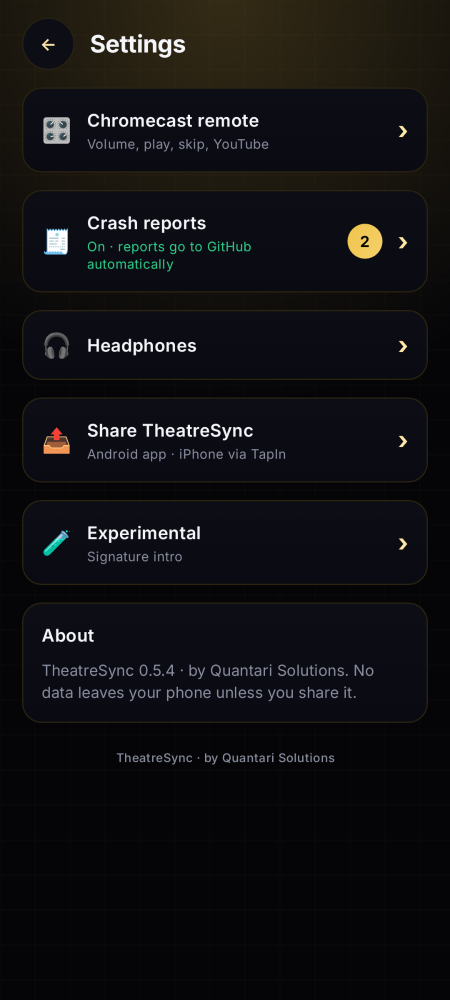 Settings
Chromecast remote
Volume, play, skip, YouTube
Crash reports
On · reports go to GitHub
automatically
2
Headphones
Share TheatreSync
Android app · iPhone via TapIn
Experimental
Signature intro
About
TheatreSync 0.5.4 · by Quantari Solutions. No
data leaves your phone unless you share it.
TheatreSync · by Quantari Solutions